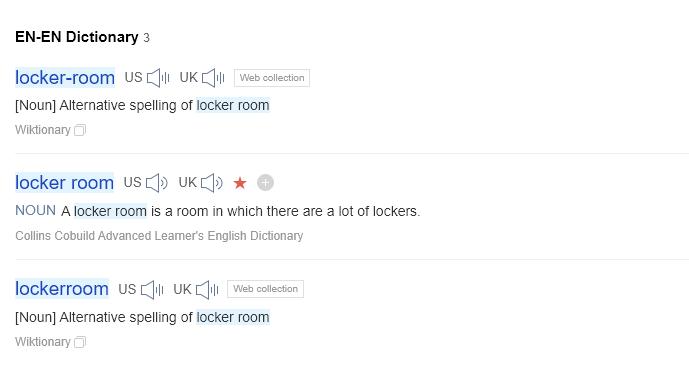 EN-EN Dictionary 3
locker-room US UK Web collection
[Noun] Alternative spelling of locker room
Wiktionary
locker room US UK
NOUN A locker room is a room in which there are a lot of lockers.
Collins Cobuild Advanced Learner's English Dictionary
lockerroom US UK Web collection
[Noun] Alternative spelling of locker room
Wiktionary